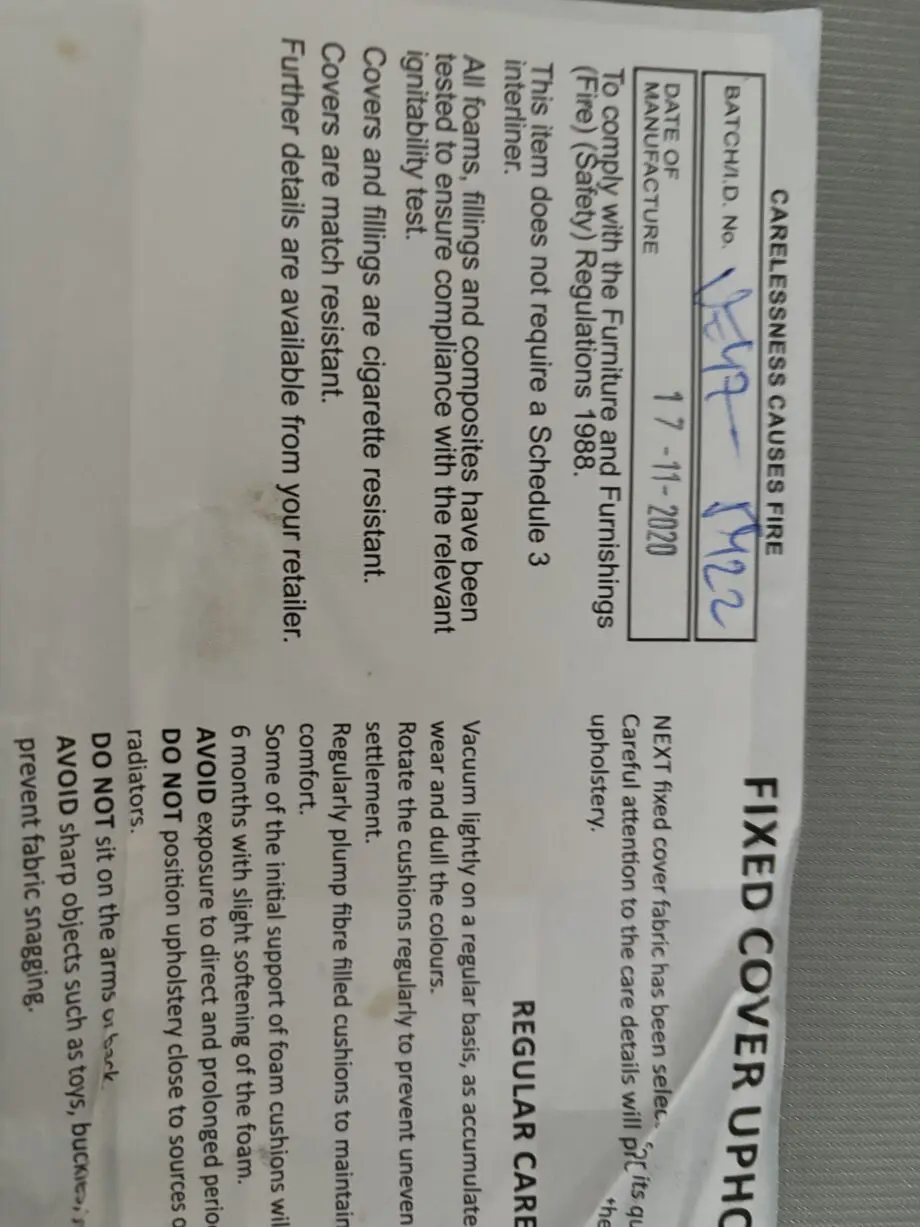 CARELESSNESS CAUSES FIRE
BATCH/I.D. No.
DATE OF
MANUFACTURE 17-11-2020
To comply with the Furniture and Furnishings
(Fire) (Safety) Regulations 1988.
This item does not require a Schedule 3
interliner.
All foams, fillings and composites have been
tested to ensure compliance with the relevant
ignitability test.
Covers and fillings are cigarette resistant.
Covers are match resistant.
Further details are available from your retailer.
FIXED COVER UPHO
NEXT fixed cover fabric has been selec its qu
Careful attention to the care details will the
upholstery.
REGULAR CARE
Vacuum lightly on a regular basis, as accumulate
wear and dull the colours.
Rotate the cushions regularly to prevent uneven
settlement.
Regularly plump fibre filled cushions to maintain
comfort.
Some of the initial support of foam cushions wil
6 months with slight softening of the foam.
AVOID exposure to direct and prolonged perio
DO NOT position upholstery close to sources o
radiators.
DO NOT sit on the arms or back.
AVOID sharp objects such as toys, buckles,
prevent fabric snagging.